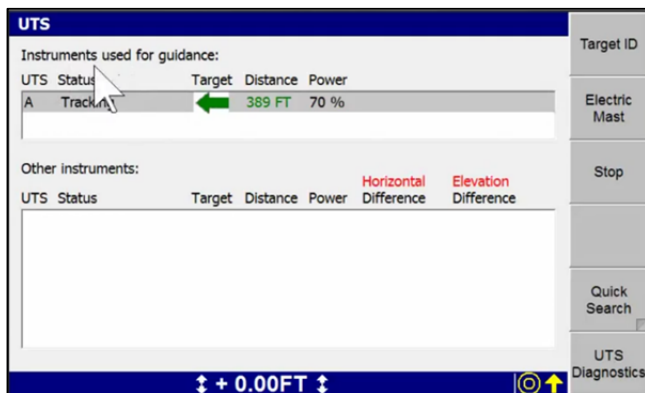 UTS
Instruments used for guidance:
UTS Status Target Distance Power
A Tracking 389 FT 70 %
Other instruments:
Horizontal Elevation
UTS Status Target Distance Power Difference Difference
+ 0.00FT
Target ID
Electric
Mast
Stop
Quick
Search
UTS
Diagnostics